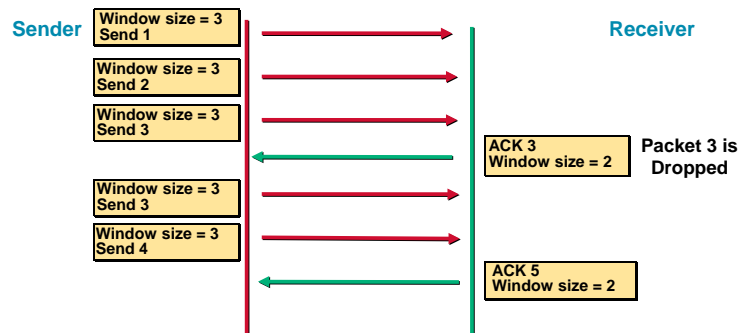 Sender
Receiver
Window size = 3
Send 1
Window size = 3
Send 2
Window size = 3
Send 3
ACK 3
Window size = 2
Packet 3 is
Dropped
Window size = 3
Send 3
Window size = 3
Send 4
ACK 5
Window size = 2